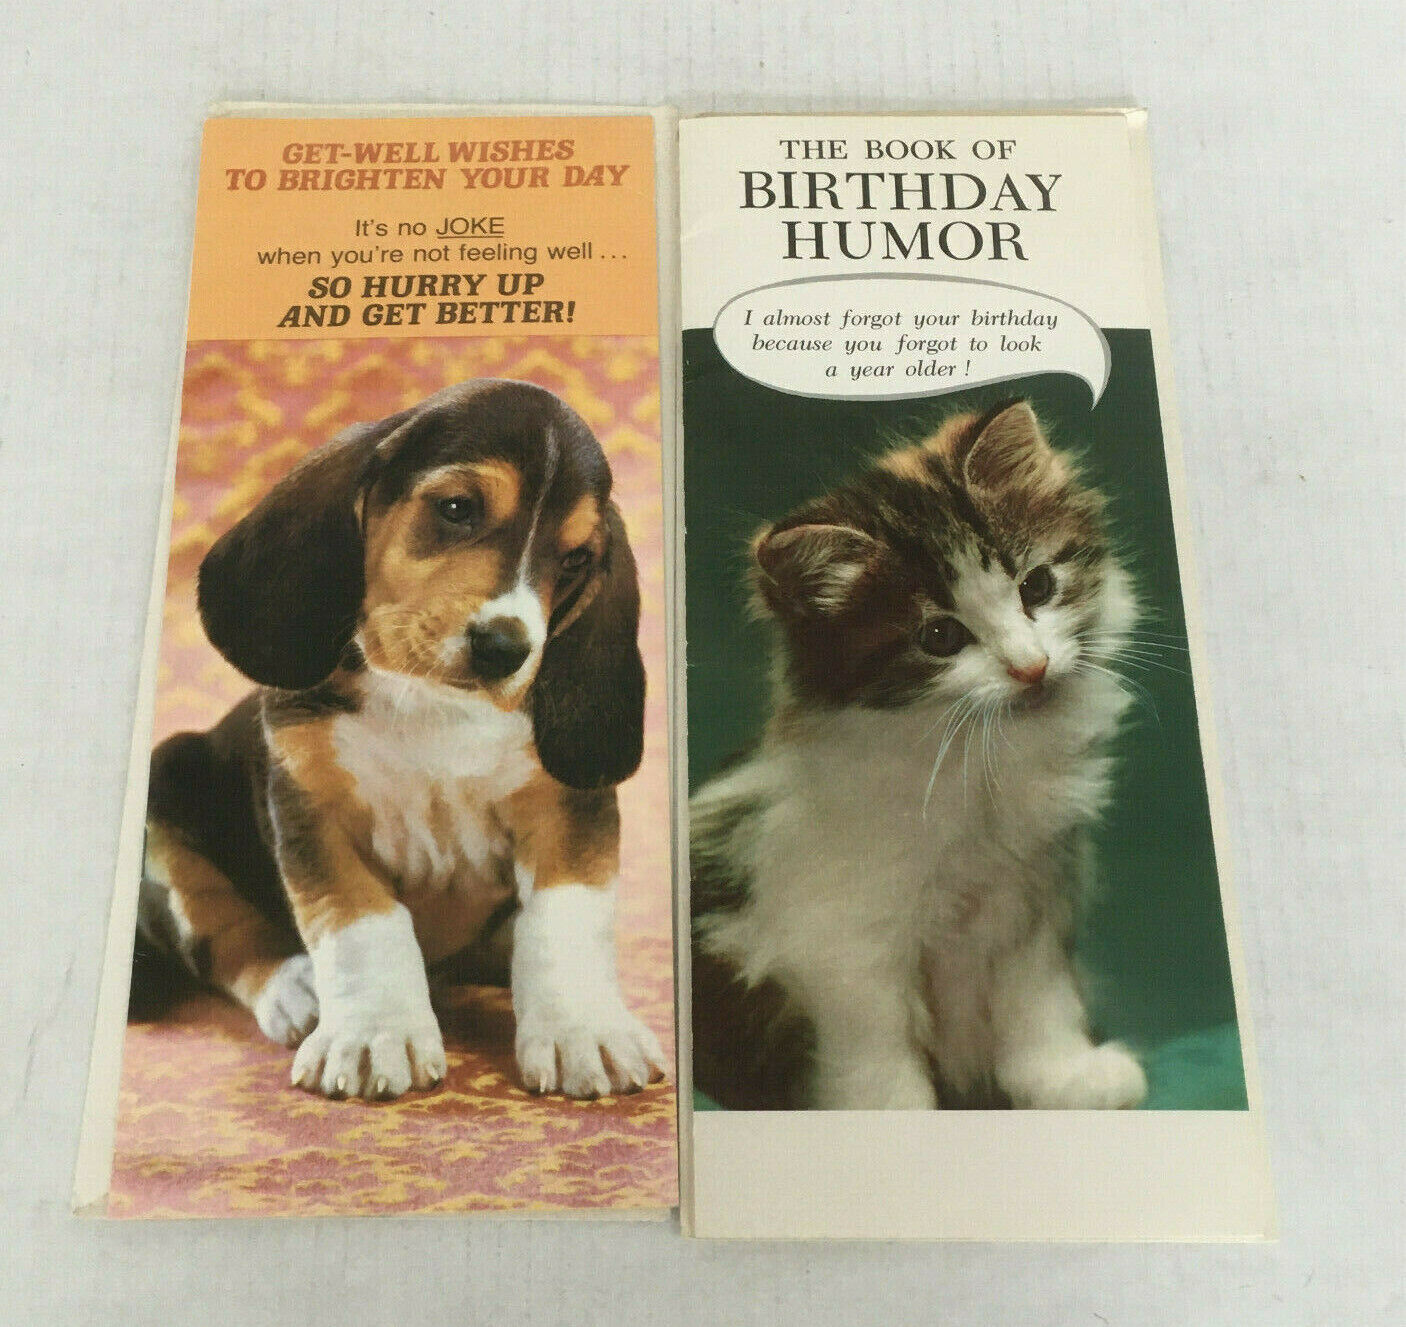 GET-WELL WISHES
TO BRIGHTEN YOUR DAY
It's no JOKE
when you're not feeling well...
SO HURRY UP
AND GET BETTER!
THE BOOK OF
BIRTHDAY
HUMOR
I almost forgot your birthday
because you forgot to look
a year older !